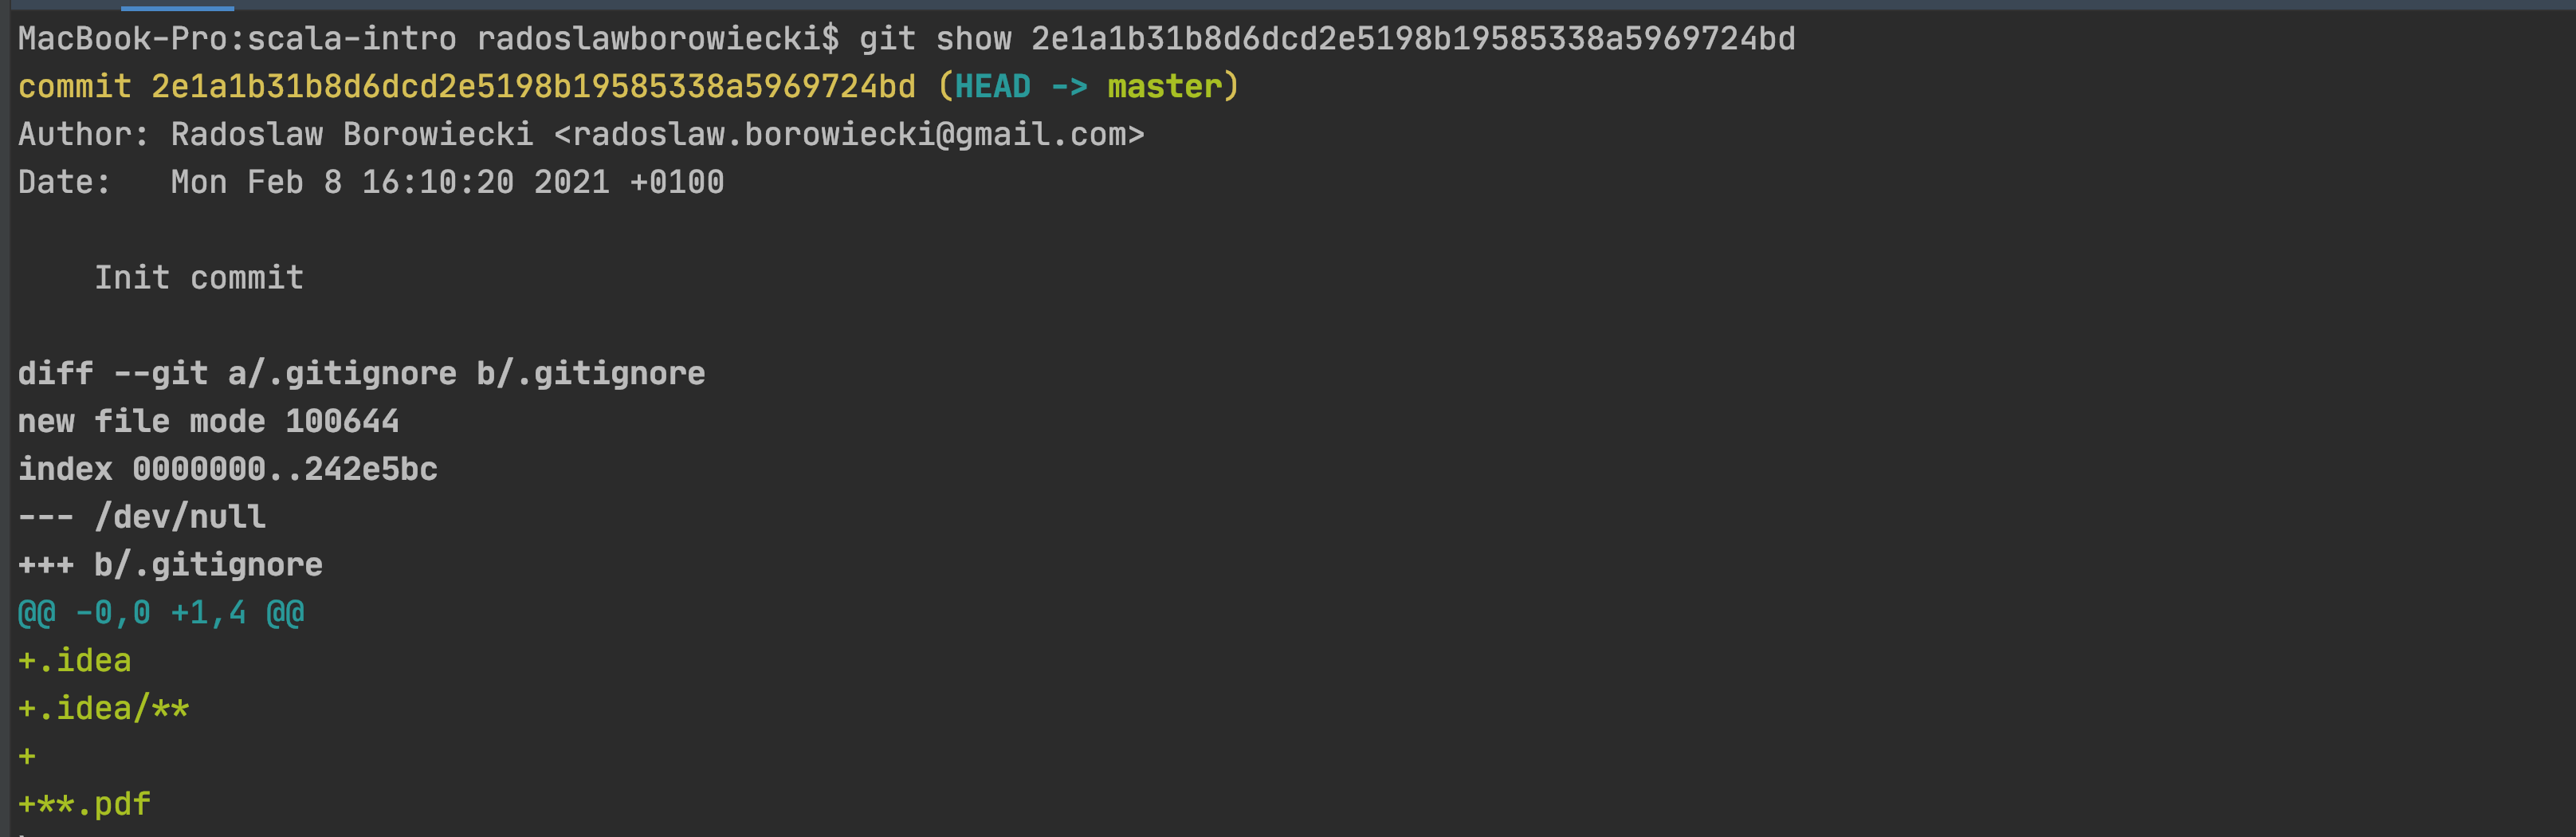 MacBook-Pro:scala-intro radoslawborowiecki$ git show 2e1a1b31b8d6dcd2e5198b19585338a5969724bd
commit 2e1a1b31b8d6dcd2e5198b19585338a5969724bd (HEAD -> master)
Author: Radoslaw Borowiecki <radoslaw.borowiecki@gmail.com>
Date:   Mon Feb 8 16:10:20 2021 +0100
    Init commit
diff --git a/.gitignore b/.gitignore
new file mode 100644
index 0000000..242e5bc
--- /dev/null
+++ b/.gitignore
@@ -0,0 +1,4 @@
+.idea
+.idea/**
+
+**.pdf